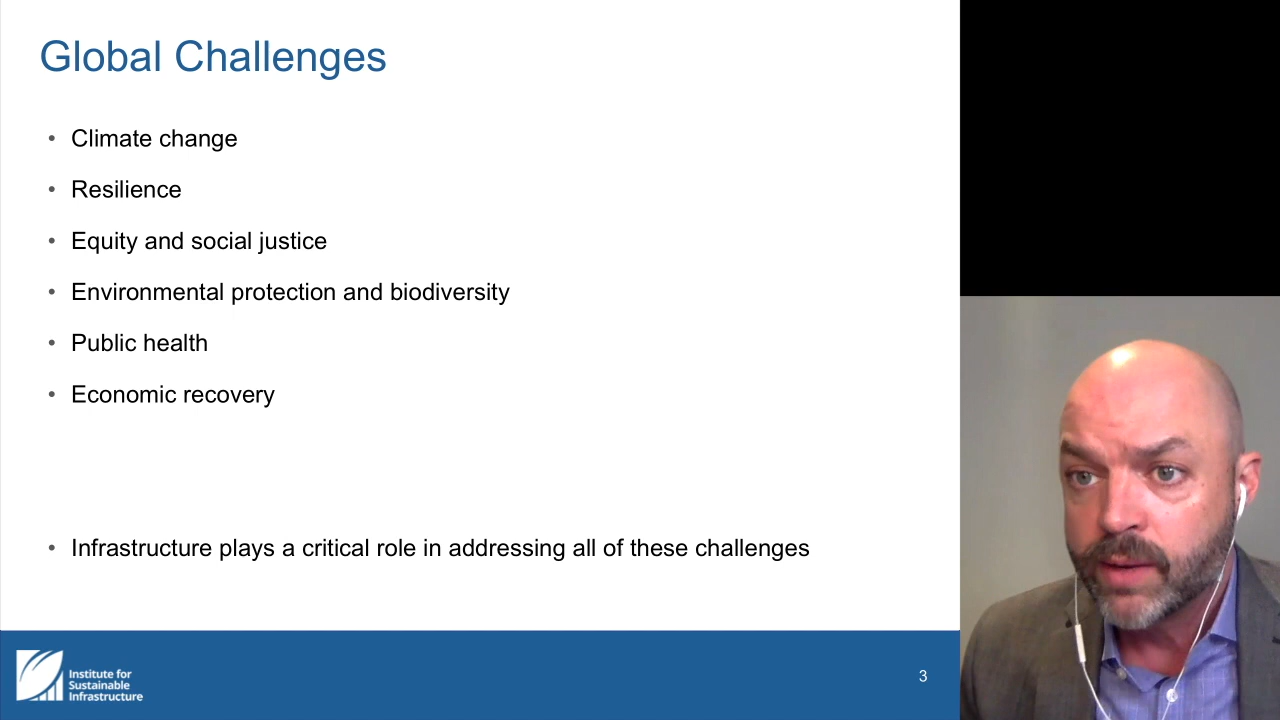 Global Challenges
• Climate change
• Resilience
• Equity and social justice
• Environmental protection and biodiversity
• Public health
• Economic recovery
• Infrastructure plays a critical role in addressing all of these challenges
Institute for
Sustainable
Infrastructure
3